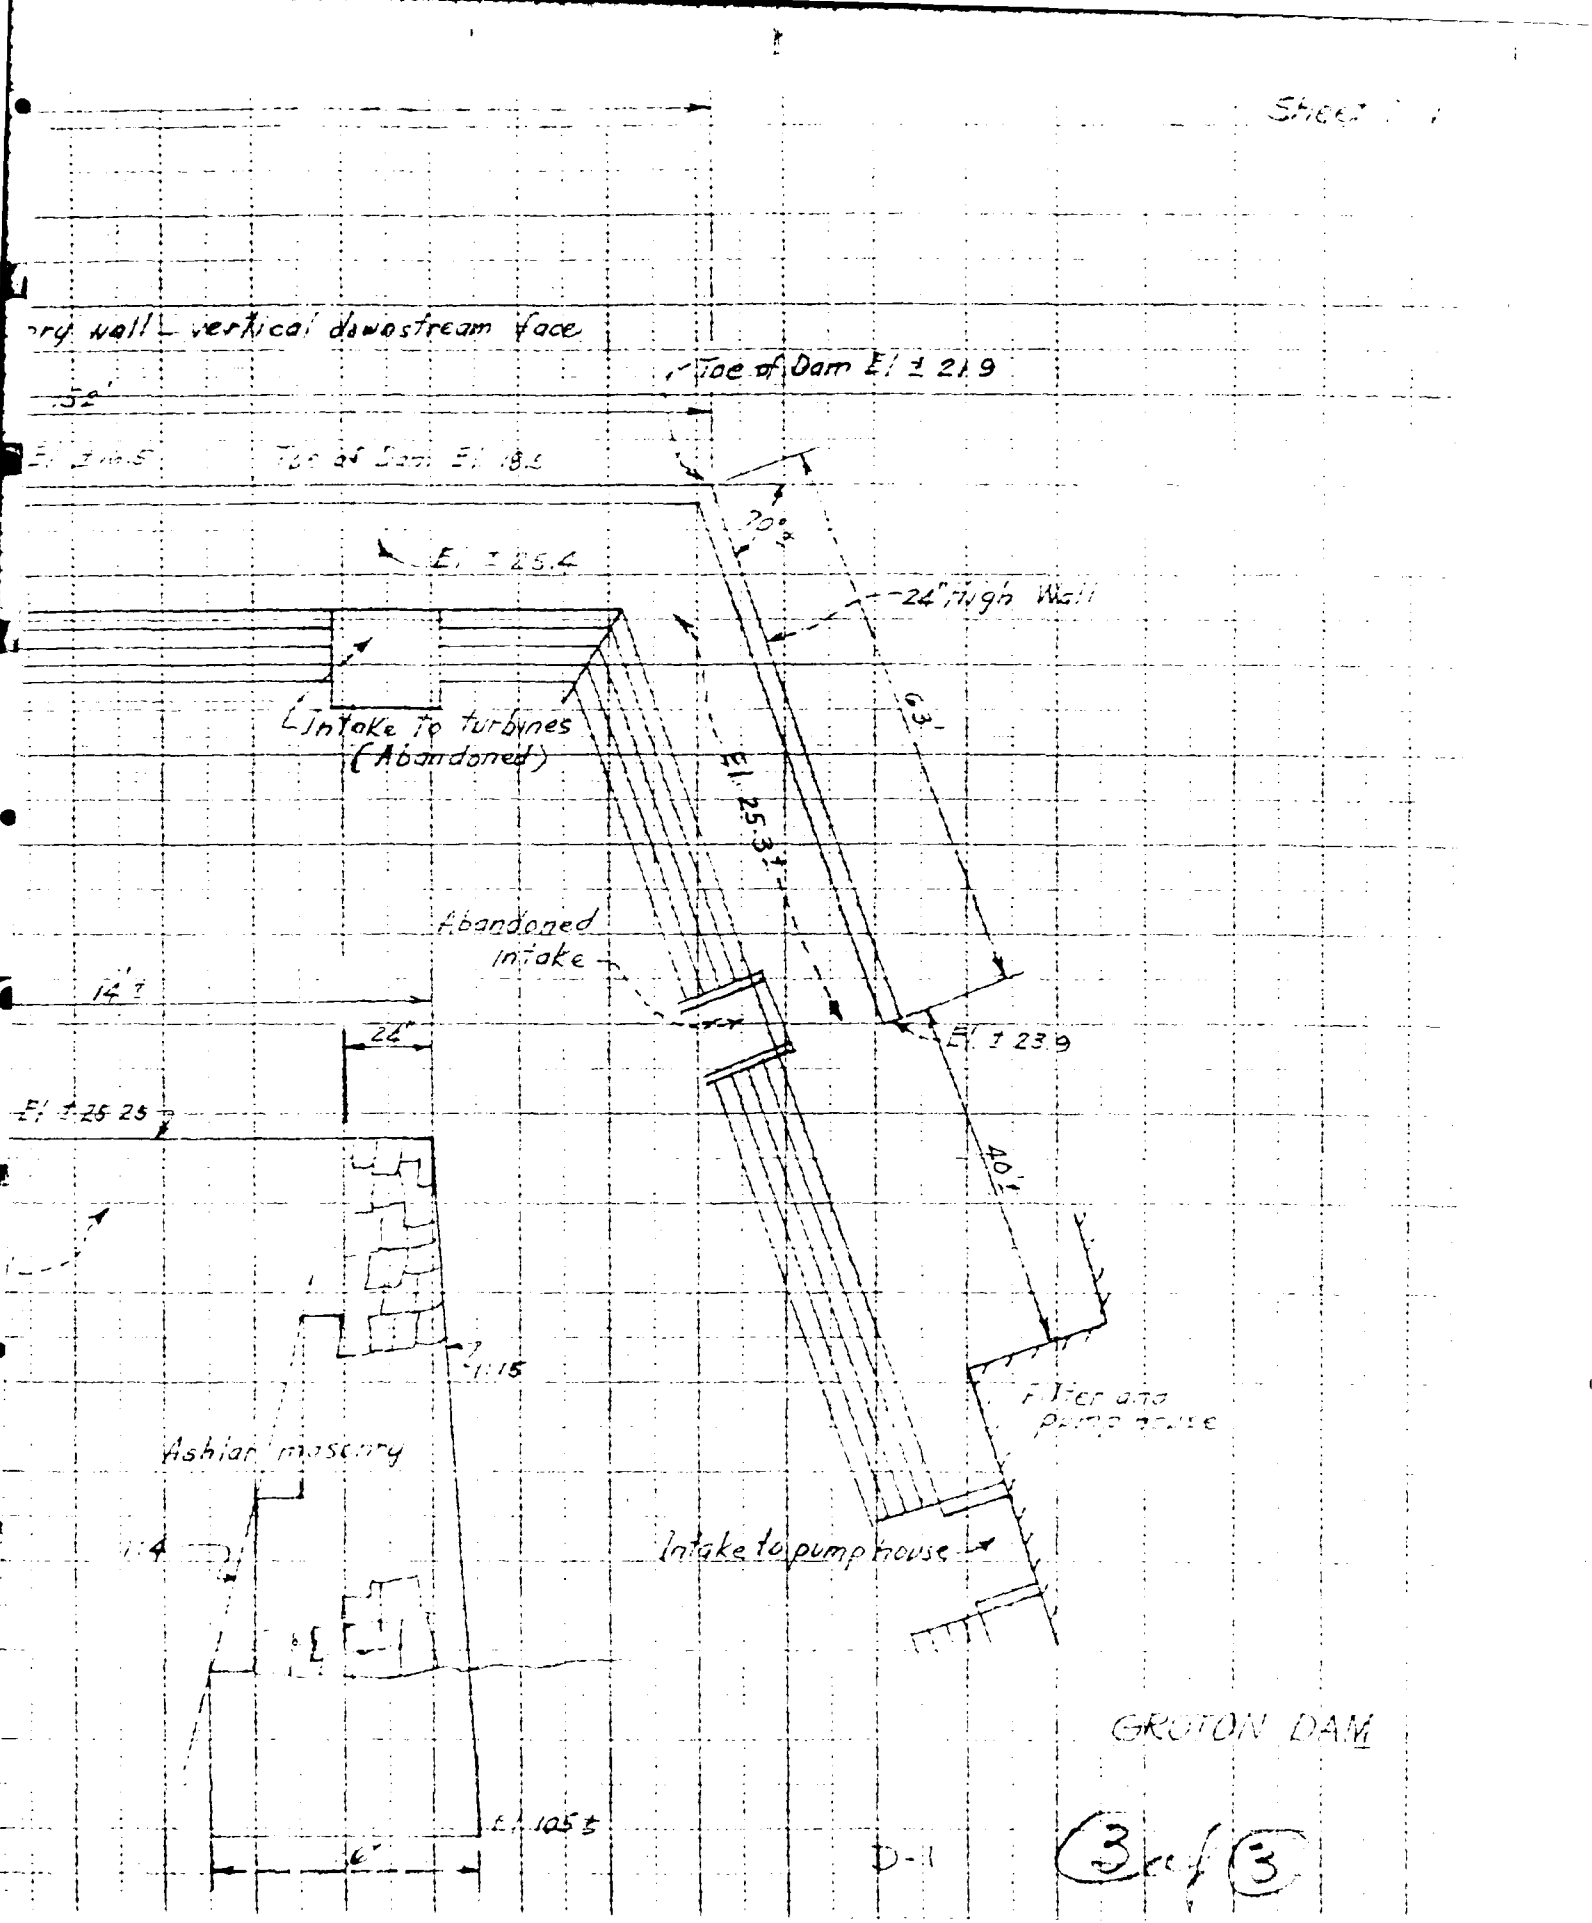 Sheet
ory wall - vertical downstream face
Toe of Dam El ± 21.9
52'
Toe of Dam El 18.5
20°±
El ± 25.4
24" High Wall
63'
Intake to turbines
(Abandoned)
El. 25.3±
Abandoned
intake
14'±
24"
El ± 23.9
El ± 25.25
40'±
1:15
Filter and
pump house
Ashlar masonry
1:4
Intake to pump house
GROTON DAM
El 10.5±
6'
D-11
3 of 3